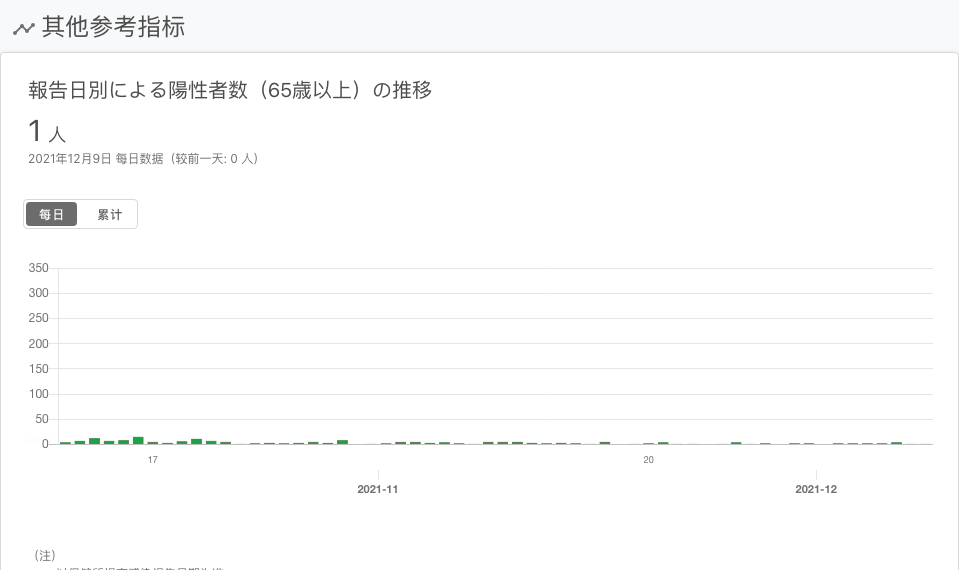 其他参考指标
報告日別による陽性者数（65歳以上）の推移
1 人
2021年12月9日 每日数据（较前一天: 0 人）
每日 累计
350
300
250
200
150
100
50
0
17 20
2021-11 2021-12
（注）